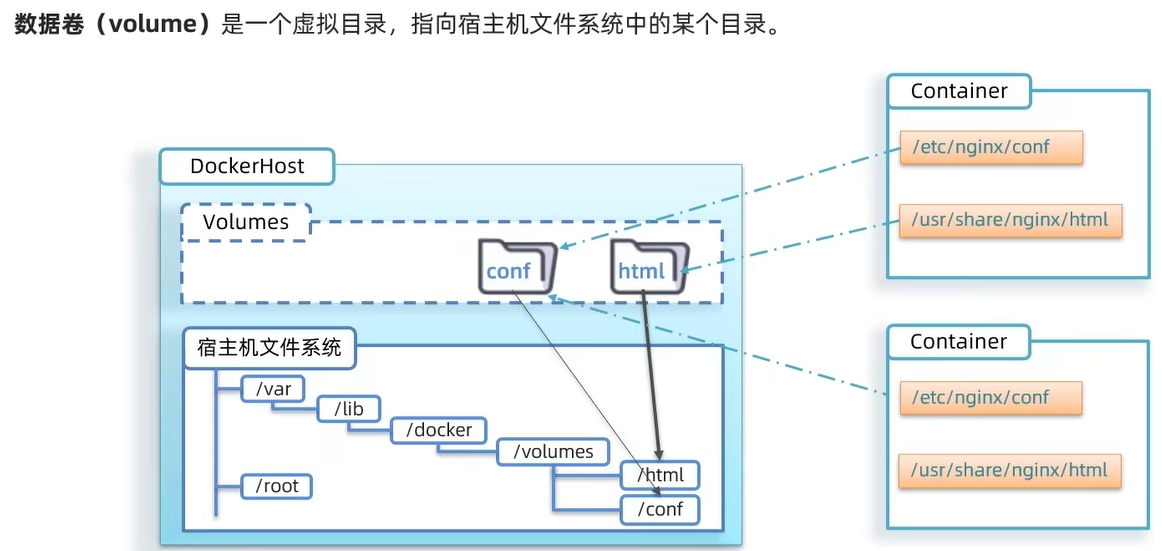 数据卷（volume）是一个虚拟目录，指向宿主机文件系统中的某个目录。
DockerHost
Volumes
conf
html
宿主机文件系统
/var
/lib
/docker
/volumes
/html
/conf
/root
Container
/etc/nginx/conf
/usr/share/nginx/html
Container
/etc/nginx/conf
/usr/share/nginx/html